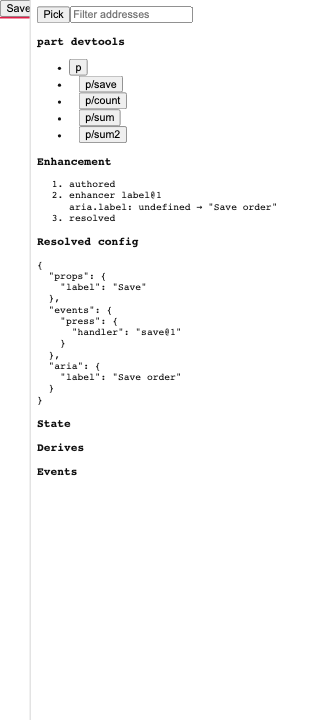 Save
Pick Filter addresses
part devtools
p
p/save
p/count
p/sum
p/sum2
Enhancement
1. authored
2. enhancer label@1
aria.label: undefined → "Save order"
3. resolved
Resolved config
{
"props": {
"label": "Save"
},
"events": {
"press": {
"handler": "save@1"
}
},
"aria": {
"label": "Save order"
}
}
State
Derives
Events